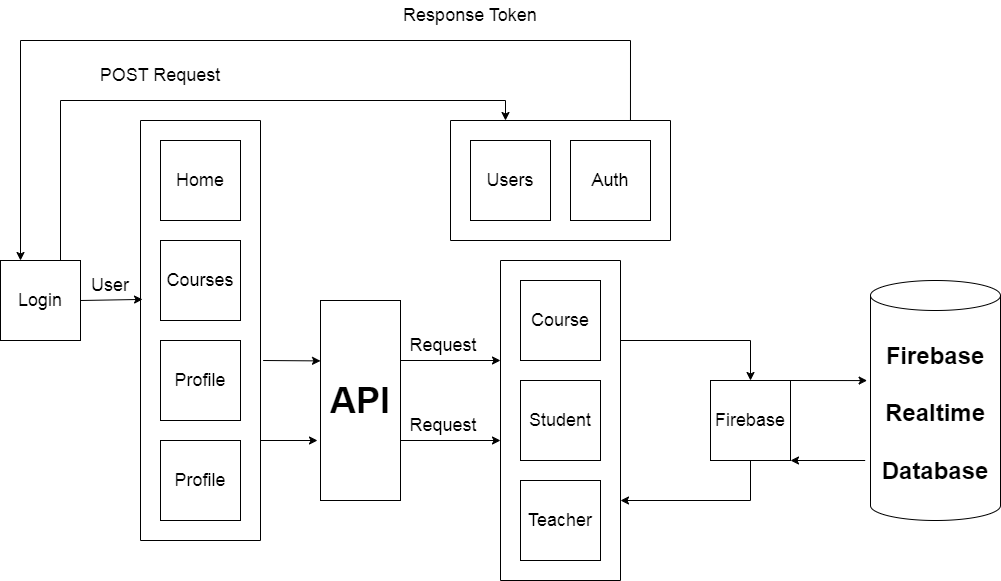 Response Token
POST Request
Home
Users
Auth
Login
User
Courses
Course
Profile
API
Request
Request
Student
Firebase
Firebase
Realtime
Database
Profile
Teacher